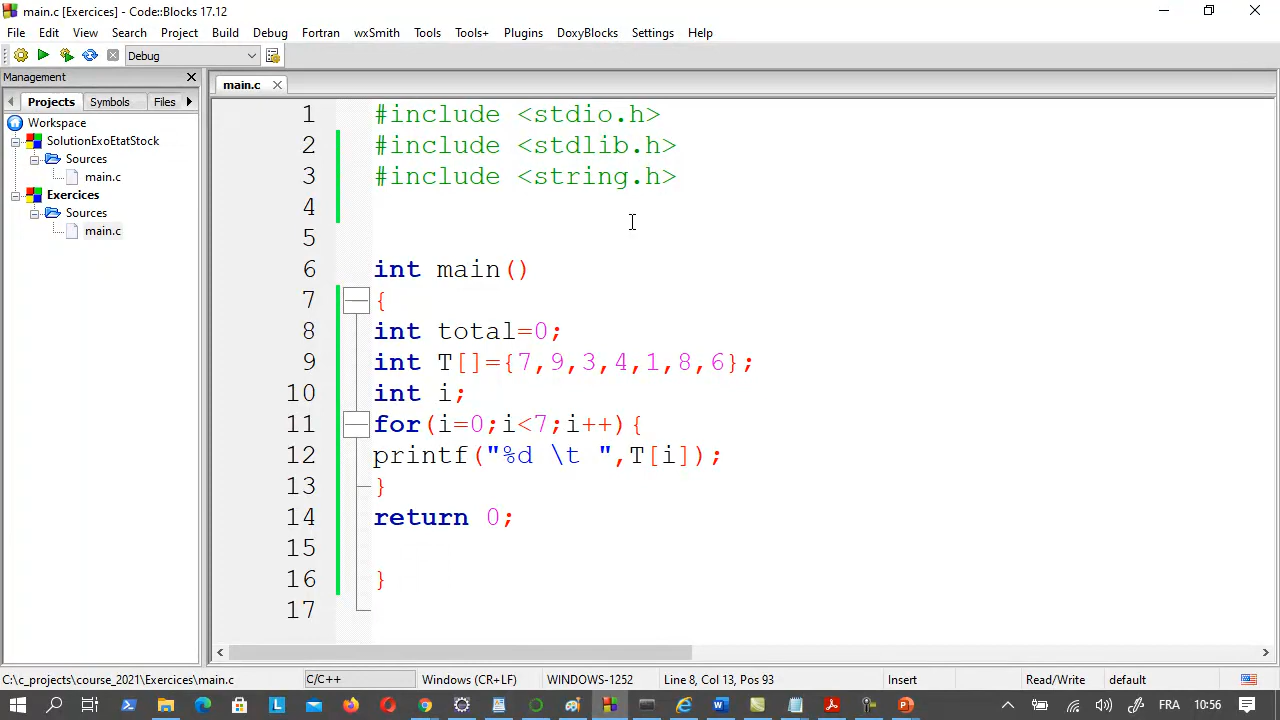 main.c [Exercices] - Code::Blocks 17.12
File Edit View Search Project Build Debug Fortran wxSmith Tools Tools+ Plugins DoxyBlocks Settings Help
Debug
Management
main.c
Projects Symbols Files
Workspace
SolutionExoEtatStock
Sources
main.c
Exercices
Sources
main.c
1 #include <stdio.h>
2 #include <stdlib.h>
3 #include <string.h>
4
5
6 int main()
7 {
8 int total=0;
9 int T[]={7,9,3,4,1,8,6};
10 int i;
11 for(i=0;i<7;i++){
12 printf("%d \t ",T[i]);
13 }
14 return 0;
15
16 }
17
C:\c_projects\course_2021\Exercices\main.c C/C++ Windows (CR+LF) WINDOWS-1252 Line 8, Col 13, Pos 93 Insert Read/Write default
FRA 10:56